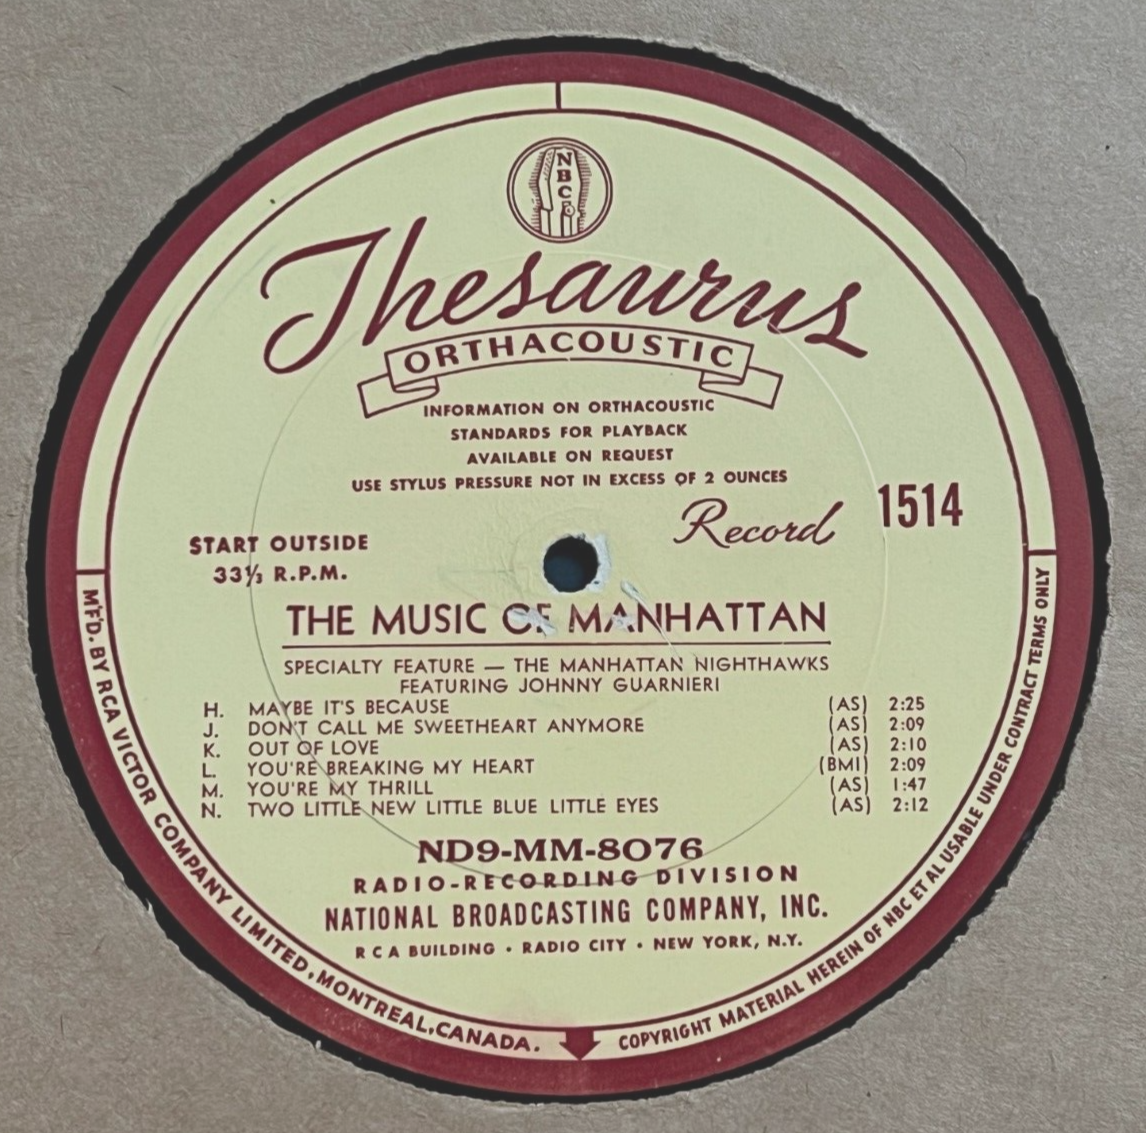 NBC
Thesaurus
ORTHACOUSTIC
INFORMATION ON ORTHACOUSTIC
STANDARDS FOR PLAYBACK
AVAILABLE ON REQUEST
USE STYLUS PRESSURE NOT IN EXCESS OF 2 OUNCES
Record 1514
START OUTSIDE
33⅓ R.P.M.
THE MUSIC OF MANHATTAN
SPECIALTY FEATURE — THE MANHATTAN NIGHTHAWKS
FEATURING JOHNNY GUARNIERI
H. MAYBE IT'S BECAUSE (AS) 2:25
J. DON'T CALL ME SWEETHEART ANYMORE (AS) 2:09
K. OUT OF LOVE (AS) 2:10
L. YOU'RE BREAKING MY HEART (BMI) 2:09
M. YOU'RE MY THRILL (AS) 1:47
N. TWO LITTLE NEW LITTLE BLUE LITTLE EYES (AS) 2:12
ND9-MM-8076
RADIO-RECORDING DIVISION
NATIONAL BROADCASTING COMPANY, INC.
RCA BUILDING • RADIO CITY • NEW YORK, N.Y.
M'F'D. BY RCA VICTOR COMPANY LIMITED, MONTREAL, CANADA.
COPYRIGHT MATERIAL HEREIN OF NBC ET AL USABLE UNDER CONTRACT TERMS ONLY